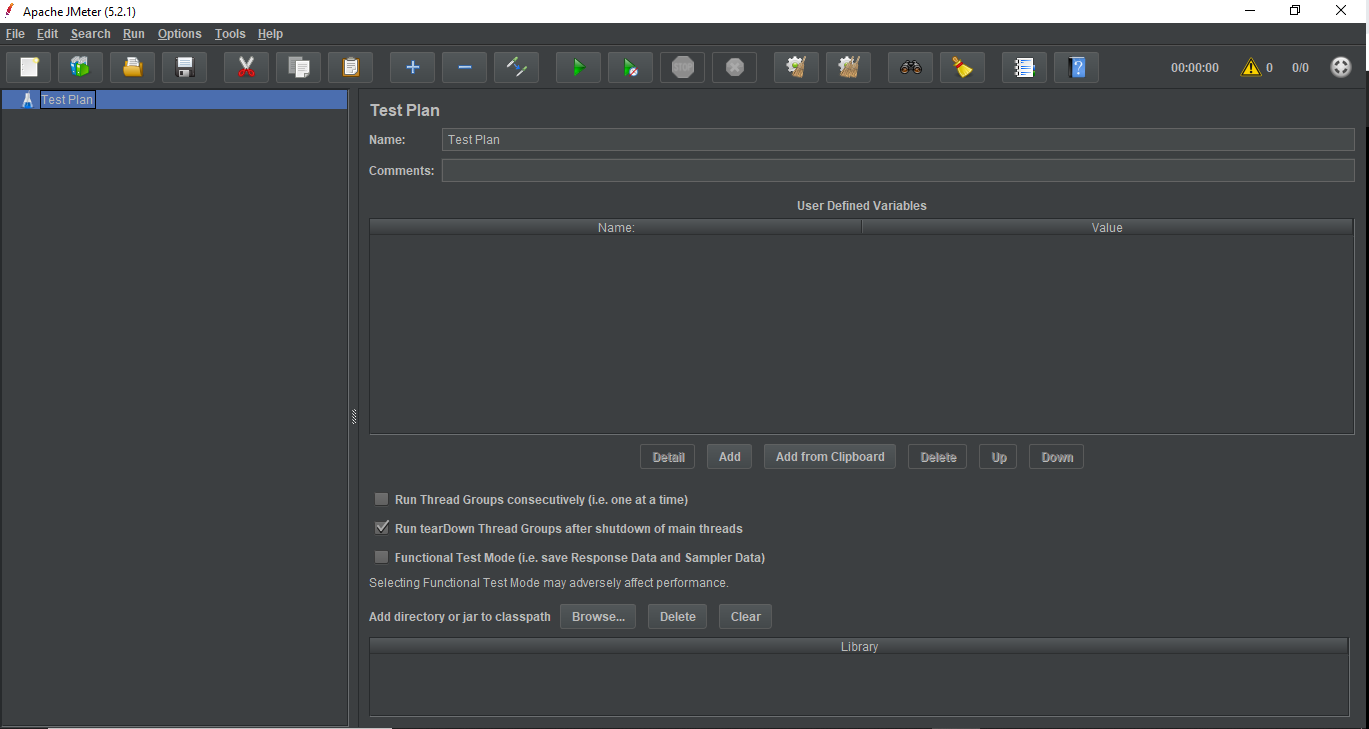 Apache JMeter (5.2.1)
File Edit Search Run Options Tools Help
STOP
00:00:00 0 0/0
Test Plan
Test Plan
Name: Test Plan
Comments:
User Defined Variables
Name: Value
Detail Add Add from Clipboard Delete Up Down
Run Thread Groups consecutively (i.e. one at a time)
Run tearDown Thread Groups after shutdown of main threads
Functional Test Mode (i.e. save Response Data and Sampler Data)
Selecting Functional Test Mode may adversely affect performance.
Add directory or jar to classpath Browse... Delete Clear
Library